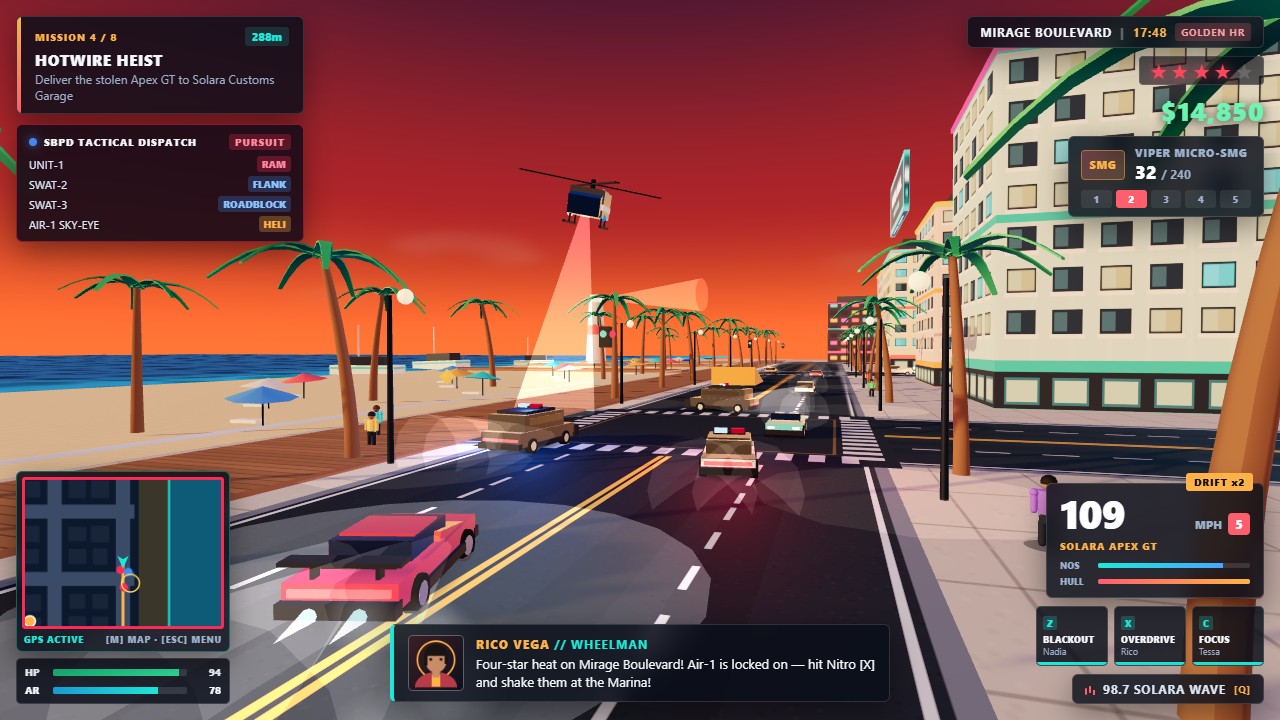 MISSION 4 / 8
288m
HOTWIRE HEIST
Deliver the stolen Apex GT to Solara Customs
Garage
SBPD TACTICAL DISPATCH
PURSUIT
UNIT-1
RAM
SWAT-2
FLANK
SWAT-3
ROADBLOCK
AIR-1 SKY-EYE
HELI
MIRAGE BOULEVARD | 17:48 GOLDEN HR
$14,850
SMG
VIPER MICRO-SMG
32 / 240
1 2 3 4 5
GPS ACTIVE
[M] MAP · [ESC] MENU
HP 94
AR 78
RICO VEGA // WHEELMAN
Four-star heat on Mirage Boulevard! Air-1 is locked on — hit Nitro [X]
and shake them at the Marina!
DRIFT x2
109 MPH 5
SOLARA APEX GT
NOS
HULL
Z
BLACKOUT
Nadia
X
OVERDRIVE
Rico
C
FOCUS
Tessa
98.7 SOLARA WAVE [Q]